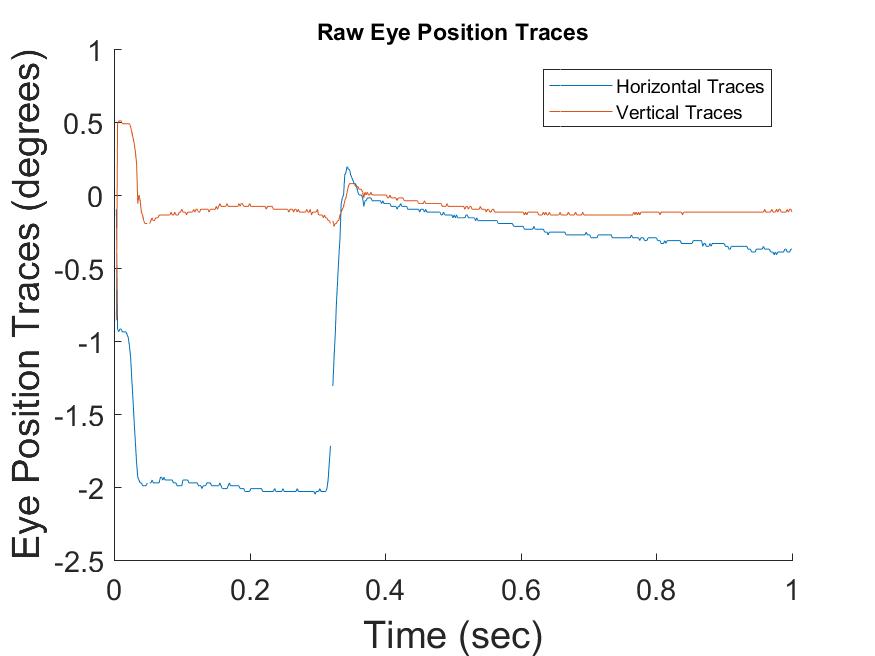 Raw Eye Position Traces
Horizontal Traces
Vertical Traces
Eye Position Traces (degrees)
1
0.5
0
-0.5
-1
-1.5
-2
-2.5
0 0.2 0.4 0.6 0.8 1
Time (sec)